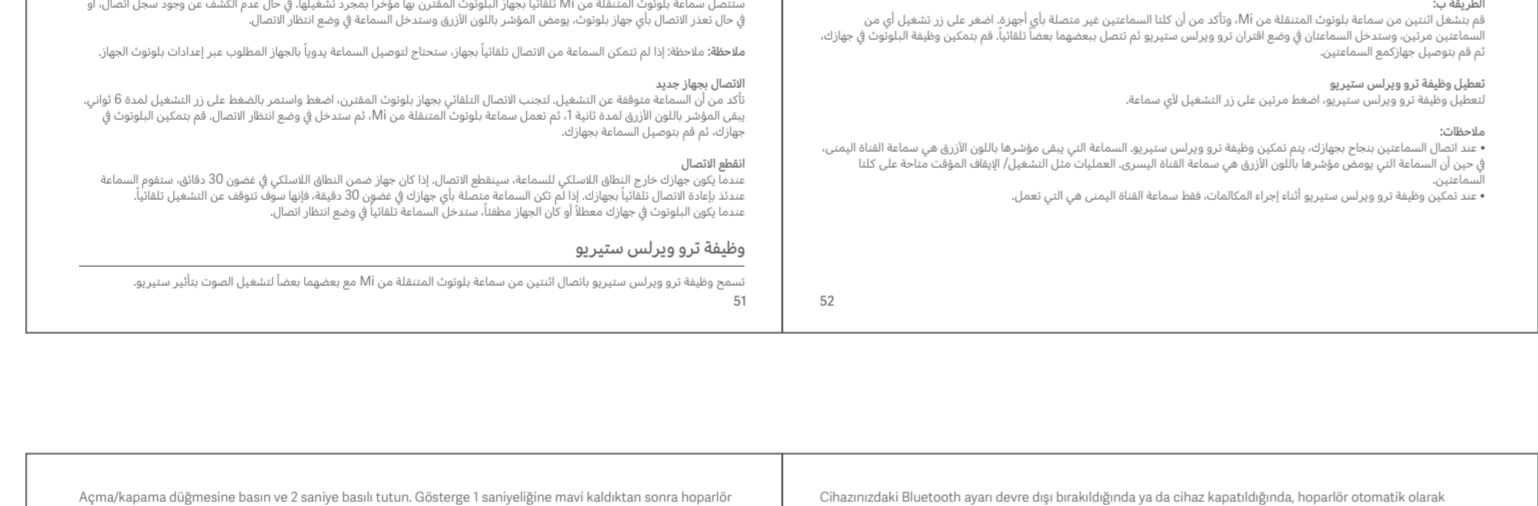 ستتصل سماعة بلوتوث المتنقلة من Mi تلقائياً بجهاز البلوتوث المقترن بها مؤخراً بمجرد تشغيلها. في حال عدم الكشف عن وجود سجل اتصال، أو
في حال تعذر الاتصال بأي جهاز بلوتوث، يومض المؤشر باللون الأزرق وستدخل السماعة في وضع انتظار الاتصال.
ملاحظة: ملاحظة: إذا لم تتمكن السماعة من الاتصال تلقائياً بجهاز، ستحتاج لتوصيل السماعة يدوياً بالجهاز المطلوب عبر إعدادات بلوتوث الجهاز.
الاتصال بجهاز جديد
تأكد من أن السماعة متوقفة عن التشغيل. لتجنب الاتصال التلقائي بجهاز بلوتوث المقترن، اضغط واستمر بالضغط على زر التشغيل لمدة 6 ثواني.
يبقى المؤشر باللون الأزرق لمدة ثانية 1، ثم تعمل سماعة بلوتوث المتنقلة من Mi، ثم ستدخل في وضع انتظار الاتصال. قم بتمكين البلوتوث في
جهازك، ثم قم بتوصيل السماعة بجهازك.
انقطع الاتصال
عندما يكون جهازك خارج النطاق اللاسلكي للسماعة، سينقطع الاتصال. إذا كان جهاز ضمن النطاق اللاسلكي في غضون 30 دقائق، ستقوم السماعة
عندئذ بإعادة الاتصال تلقائياً بجهازك. إذا لم تكن السماعة متصلة بأي جهازك في غضون 30 دقيقة، فإنها سوف تتوقف عن التشغيل تلقائياً.
عندما يكون البلوتوث في جهازك معطلاً أو كان الجهاز مطفئاً، ستدخل السماعة تلقائياً في وضع انتظار اتصال.
وظيفة ترو ويرلس ستيريو
تسمح وظيفة ترو ويرلس ستيريو باتصال اثنتين من سماعة بلوتوث المتنقلة من Mi مع بعضهما بعضاً لتشغيل الصوت بتأثير ستيريو.
51
الطريقة ب:
قم بتشغل اثنتين من سماعة بلوتوث المتنقلة من Mi، وتأكد من أن كلتا السماعتين غير متصلة بأي أجهزة. اضغر على زر تشغيل أي من
السماعتين مرتين، وستدخل السماعتان في وضع اقتران ترو ويرلس ستيريو ثم تتصل ببعضهما بعضاً تلقائياً. قم بتمكين وظيفة البلوتوث في جهازك،
ثم قم بتوصيل جهازكمع السماعتين.
تعطيل وظيفة ترو ويرلس ستيريو
لتعطيل وظيفة ترو ويرلس ستيريو، اضغط مرتين على زر التشغيل لأي سماعة.
ملاحظات:
• عند اتصال السماعتين بنجاح بجهازك، يتم تمكين وظيفة ترو ويرلس ستيريو. السماعة التي يبقى مؤشرها باللون الأزرق هي سماعة القناة اليمنى،
في حين أن السماعة التي يومض مؤشرها باللون الأزرق هي سماعة القناة اليسرى. العمليات مثل التشغيل/ الإيقاف المؤقت متاحة على كلتا
السماعتين.
• عند تمكين وظيفة ترو ويرلس ستيريو أثناء إجراء المكالمات، فقط سماعة القناة اليمنى هي التي تعمل.
52
Açma/kapama düğmesine basın ve 2 saniye basılı tutun. Gösterge 1 saniyeliğine mavi kaldıktan sonra hoparlör
Cihazınızdaki Bluetooth ayarı devre dışı bırakıldığında ya da cihaz kapatıldığında, hoparlör otomatik olarak